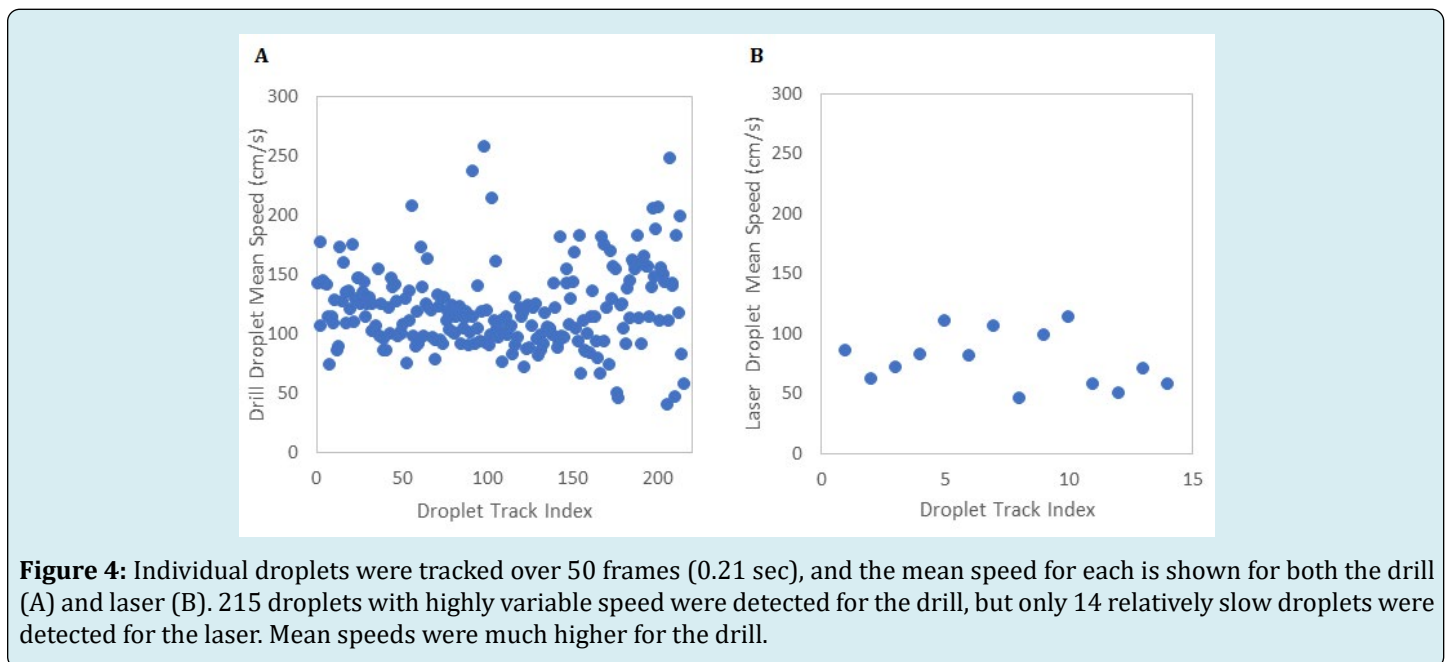 A
300
250
200
150
100
50
0
Drill Droplet Mean Speed (cm/s)
0 50 100 150 200
Droplet Track Index
B
300
250
200
150
100
50
0
Laser Droplet Mean Speed (cm/s)
0 5 10 15
Droplet Track Index
Figure 4: Individual droplets were tracked over 50 frames (0.21 sec), and the mean speed for each is shown for both the drill
(A) and laser (B). 215 droplets with highly variable speed were detected for the drill, but only 14 relatively slow droplets were
detected for the laser. Mean speeds were much higher for the drill.